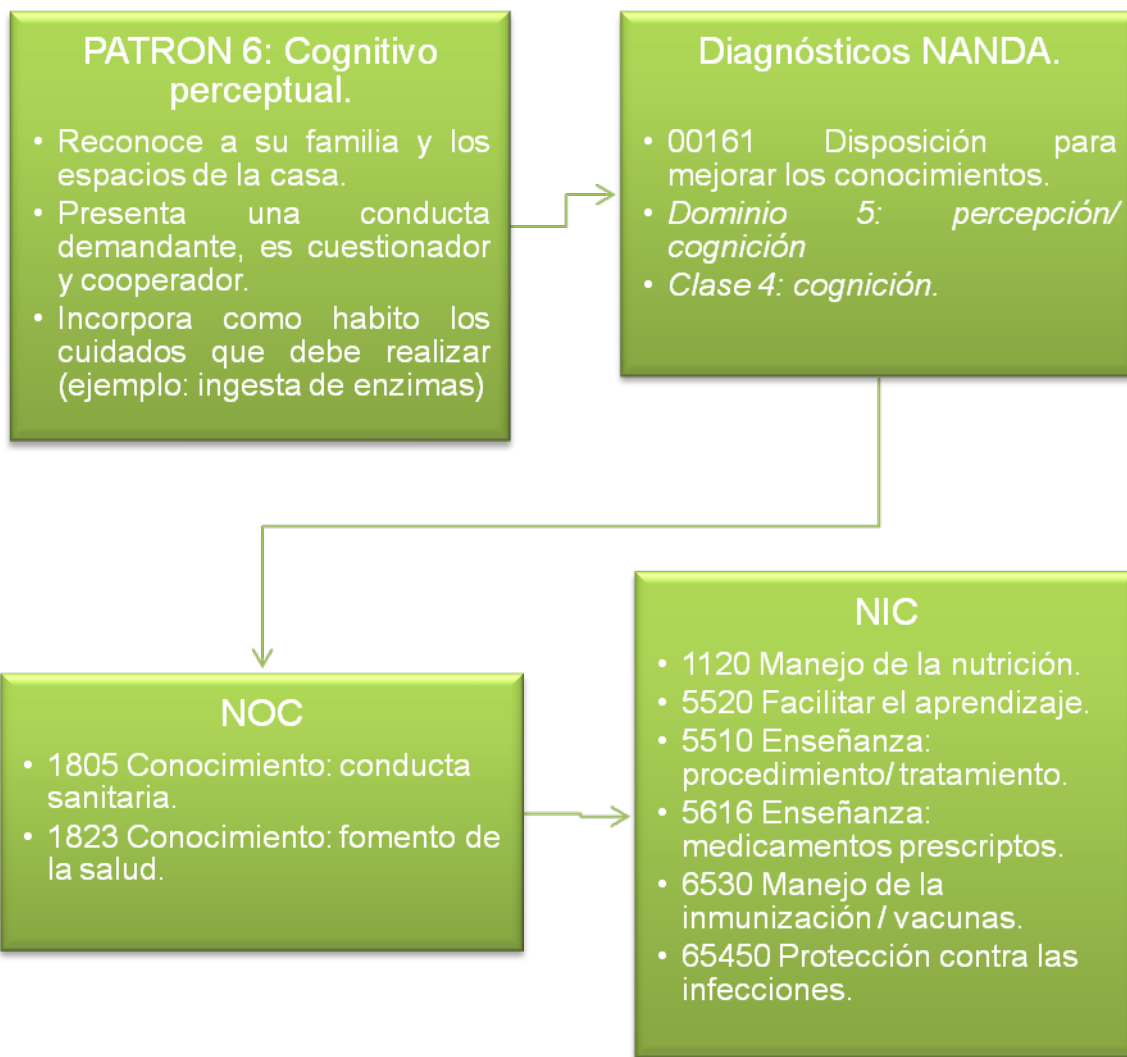 PATRON 6: Cognitivo
perceptual.
• Reconoce a su familia y los
espacios de la casa.
• Presenta una conducta
demandante, es cuestionador
y cooperador.
• Incorpora como habito los
cuidados que debe realizar
(ejemplo: ingesta de enzimas)
Diagnósticos NANDA.
• 00161 Disposición para
mejorar los conocimientos.
• Dominio 5: percepción/
cognición
• Clase 4: cognición.
NOC
• 1805 Conocimiento: conducta
sanitaria.
• 1823 Conocimiento: fomento de
la salud.
NIC
• 1120 Manejo de la nutrición.
• 5520 Facilitar el aprendizaje.
• 5510 Enseñanza:
procedimiento/ tratamiento.
• 5616 Enseñanza:
medicamentos prescriptos.
• 6530 Manejo de la
inmunización / vacunas.
• 65450 Protección contra las
infecciones.